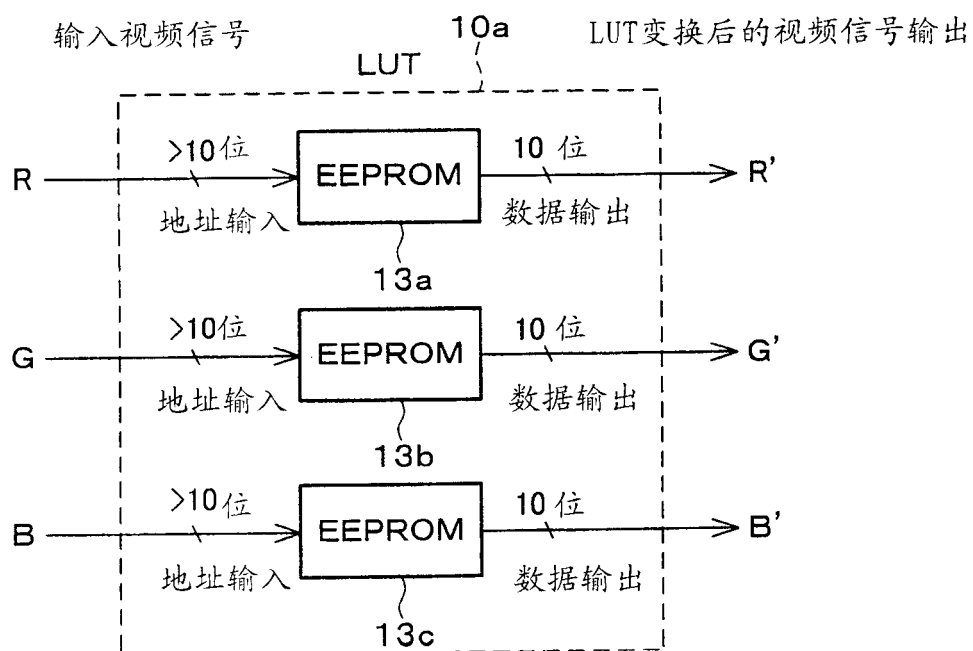 输入视频信号
10a
LUT变换后的视频信号输出
LUT
R
>10位
地址输入
EEPROM
10 位
数据输出
R'
13a
G
>10位
地址输入
EEPROM
10 位
数据输出
G'
13b
B
>10位
地址输入
EEPROM
10 位
数据输出
B'
13c